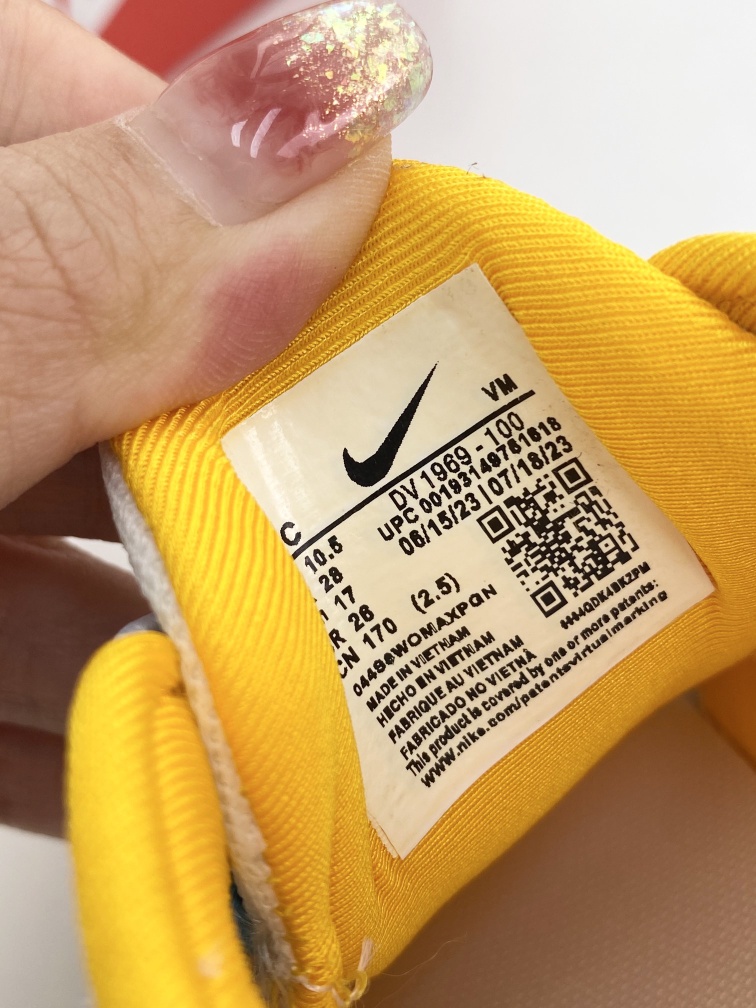 VM
DV1969-100
UPC 00193149761618
06/15/23 | 07/18/23
C 10.5
28
17
R 26
CN 170 (2.5)
MADE IN VIETNAM
HECHO EN VIETNAM
FABRIQUE AU VIETNAM
FABRICADO NO VIETNÃ
This product is covered by one or more patents:
www.nike.com/patentsvirtualmarking